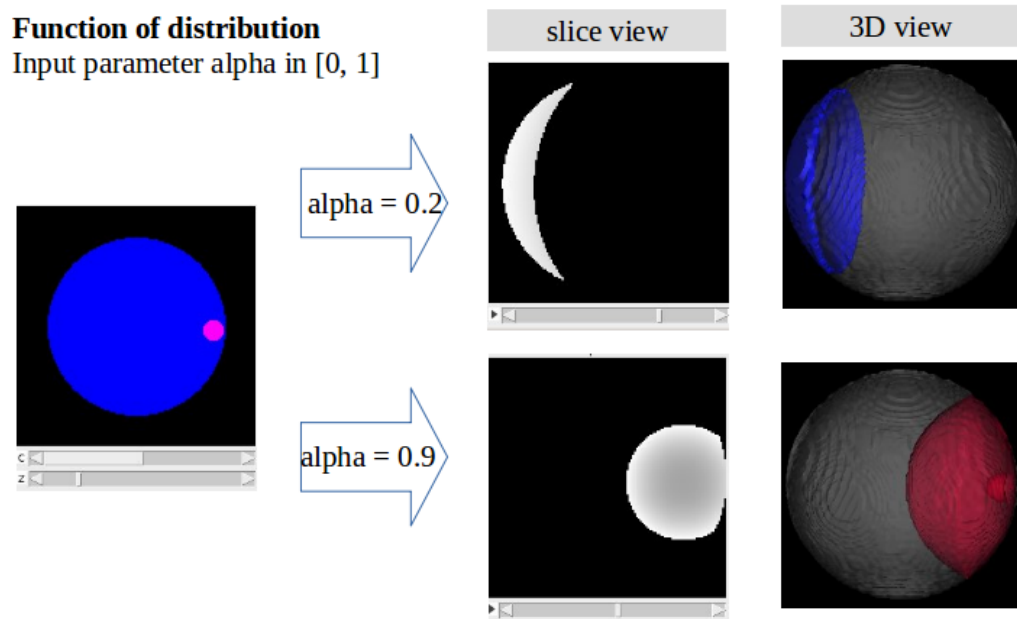 Function of distribution
Input parameter alpha in [0, 1]
slice view
3D view
alpha = 0.2
alpha = 0.9
c
z